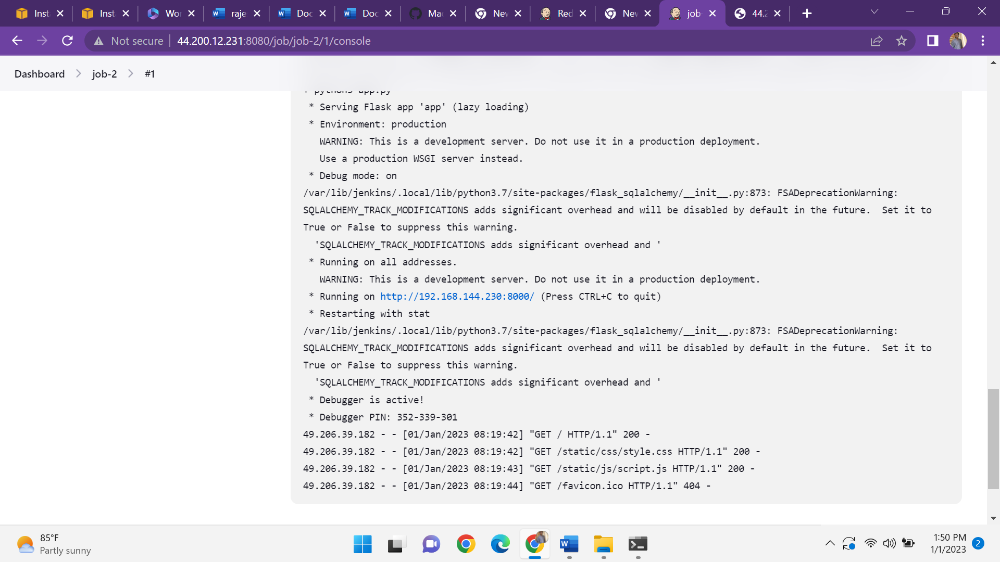 Inst
Inst
Wor
raje
Doc
Doc
Mac
Nev
Red
Nev
job-
44.2
Not secure
44.200.12.231:8080/job/job-2/1/console
Dashboard
job-2
#1
+ python3 app.py
* Serving Flask app 'app' (lazy loading)
* Environment: production
WARNING: This is a development server. Do not use it in a production deployment.
Use a production WSGI server instead.
* Debug mode: on
/var/lib/jenkins/.local/lib/python3.7/site-packages/flask_sqlalchemy/__init__.py:873: FSADeprecationWarning:
SQLALCHEMY_TRACK_MODIFICATIONS adds significant overhead and will be disabled by default in the future.  Set it to
True or False to suppress this warning.
'SQLALCHEMY_TRACK_MODIFICATIONS adds significant overhead and '
* Running on all addresses.
WARNING: This is a development server. Do not use it in a production deployment.
* Running on http://192.168.144.230:8000/ (Press CTRL+C to quit)
* Restarting with stat
/var/lib/jenkins/.local/lib/python3.7/site-packages/flask_sqlalchemy/__init__.py:873: FSADeprecationWarning:
SQLALCHEMY_TRACK_MODIFICATIONS adds significant overhead and will be disabled by default in the future.  Set it to
True or False to suppress this warning.
'SQLALCHEMY_TRACK_MODIFICATIONS adds significant overhead and '
* Debugger is active!
* Debugger PIN: 352-339-301
49.206.39.182 - - [01/Jan/2023 08:19:42] "GET / HTTP/1.1" 200 -
49.206.39.182 - - [01/Jan/2023 08:19:42] "GET /static/css/style.css HTTP/1.1" 200 -
49.206.39.182 - - [01/Jan/2023 08:19:43] "GET /static/js/script.js HTTP/1.1" 200 -
49.206.39.182 - - [01/Jan/2023 08:19:44] "GET /favicon.ico HTTP/1.1" 404 -
85°F
Partly sunny
1:50 PM
1/1/2023
2